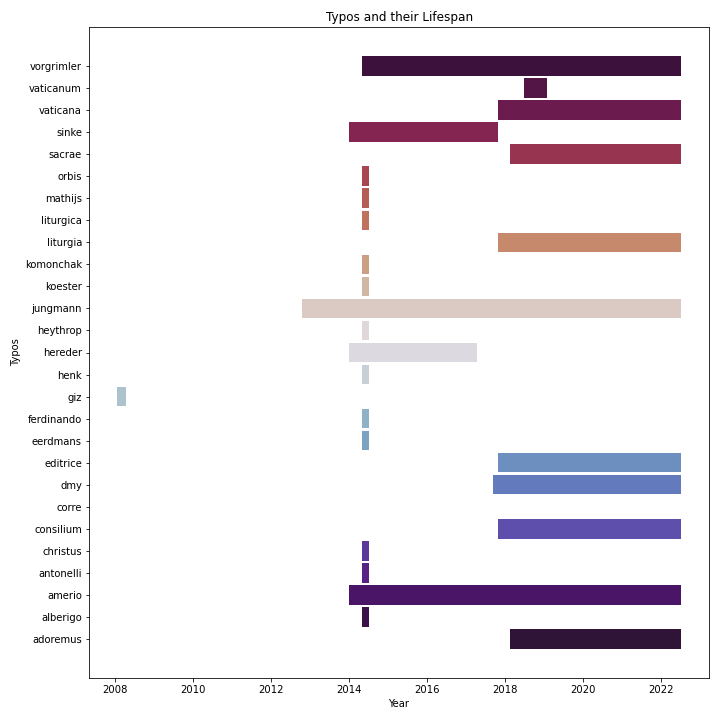 Typos and their Lifespan
vorgrimler
vaticanum
vaticana
sinke
sacrae
orbis
mathijs
liturgica
liturgia
komonchak
koester
jungmann
heythrop
hereder
henk
giz
ferdinando
eerdmans
editrice
dmy
corre
consilium
christus
antonelli
amerio
alberigo
adoremus
Typos
2008 2010 2012 2014 2016 2018 2020 2022
Year